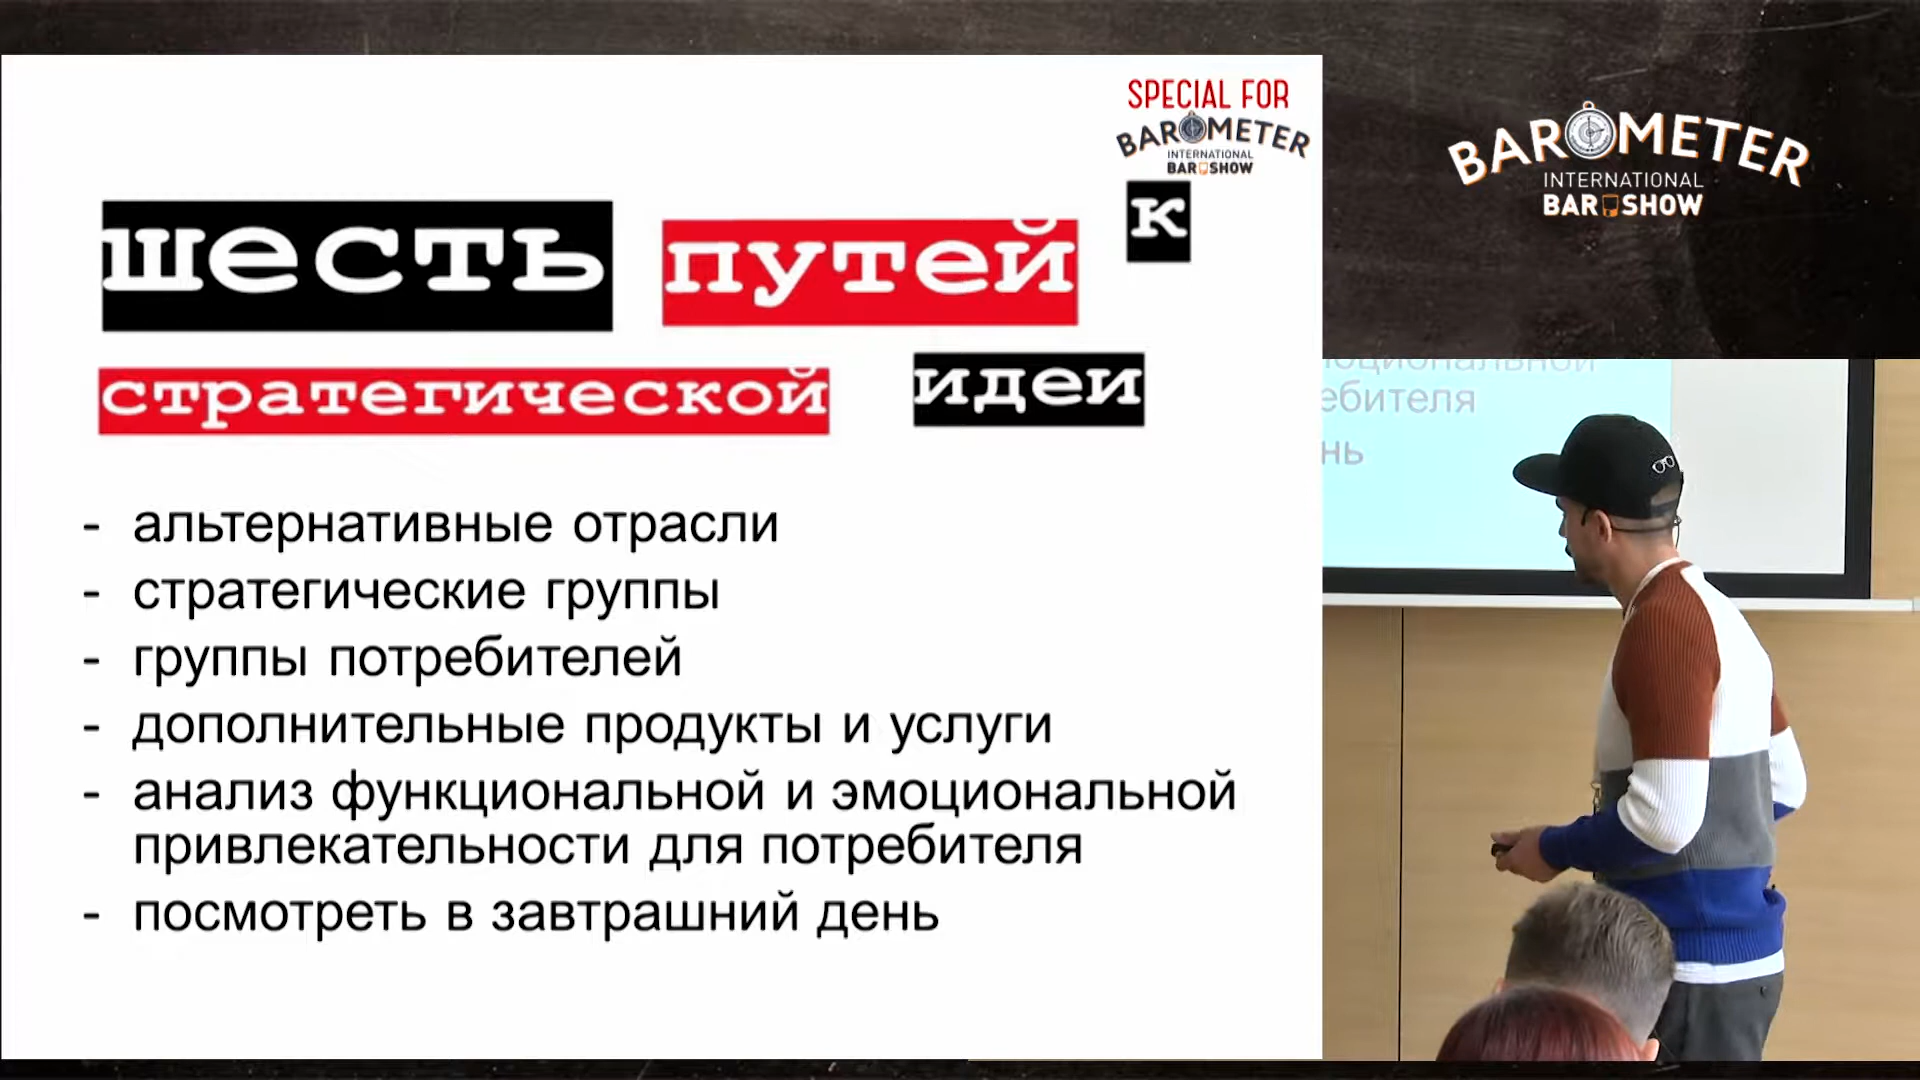 SPECIAL FOR
BAROMETER
INTERNATIONAL
BAR SHOW
шесть путей к
стратегической идеи
- альтернативные отрасли
- стратегические группы
- группы потребителей
- дополнительные продукты и услуги
- анализ функциональной и эмоциональной
привлекательности для потребителя
- посмотреть в завтрашний день
BAROMETER
INTERNATIONAL
BAR SHOW
моциональной
ебителя
нь